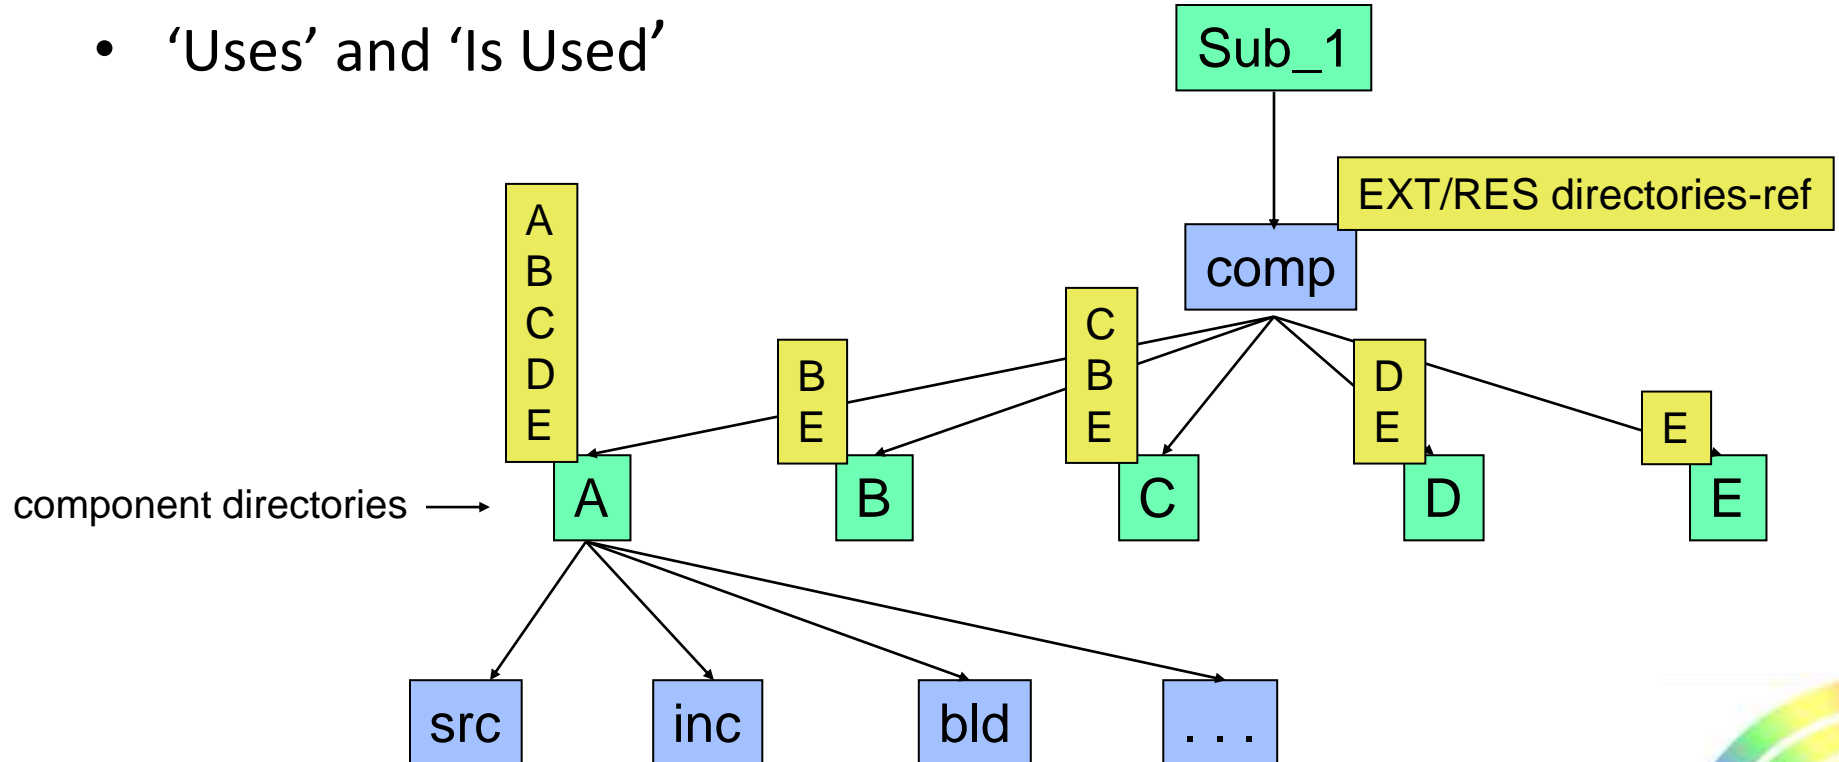 • ‘Uses’ and ‘Is Used’
Sub_1
EXT/RES directories-ref
comp
A
B
C
D
E
B
E
C
B
E
D
E
E
component directories
A
B
C
D
E
src
inc
bld
. . .